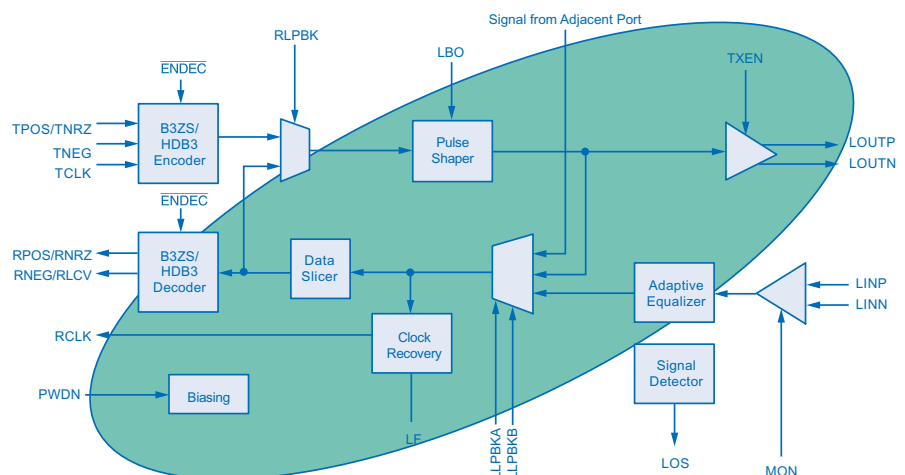 Signal from Adjacent Port
RLPBK
LBO
TXEN
ENDEC
B3ZS/
HDB3
Encoder
TPOS/TNRZ
TNEG
TCLK
Pulse
Shaper
LOUTP
LOUTN
ENDEC
B3ZS/
HDB3
Decoder
RPOS/RNRZ
RNEG/RLCV
Data
Slicer
Adaptive
Equalizer
LINP
LINN
RCLK
Clock
Recovery
Signal
Detector
PWDN
Biasing
LF
LLPBKA
LLPBKB
LOS
MON